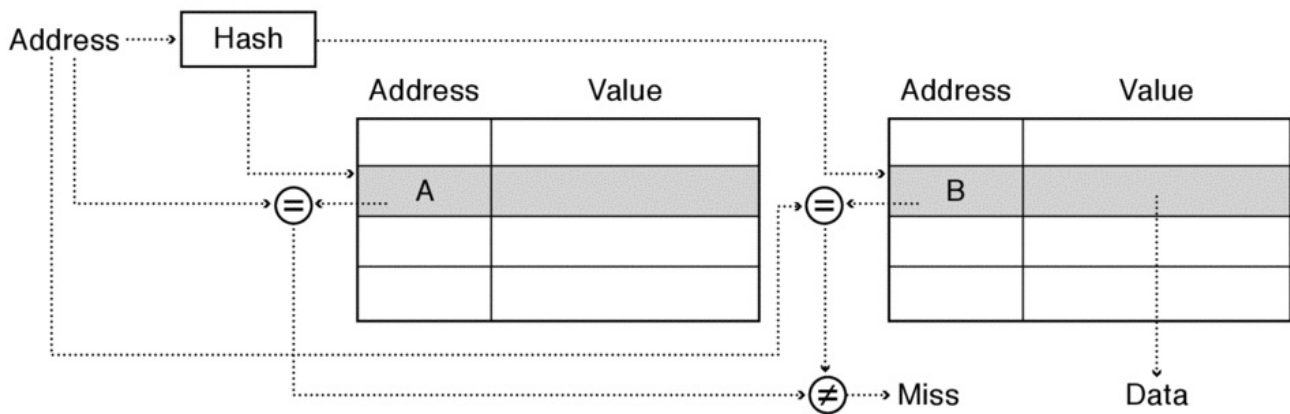 Address Hash
Address Value Address Value
= A = B
≠ Miss Data